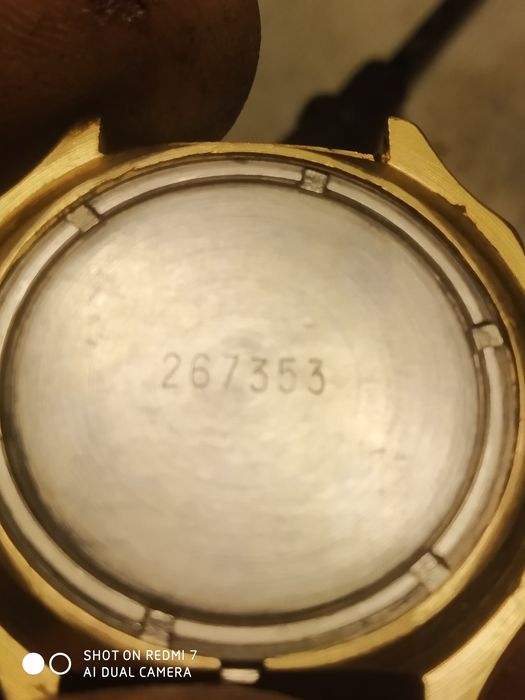 267353
SHOT ON REDMI 7
AI DUAL CAMERA